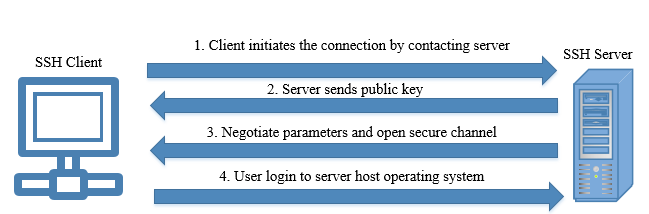 1. Client initiates the connection by contacting server
SSH Client
SSH Server
2. Server sends public key
3. Negotiate parameters and open secure channel
4. User login to server host operating system